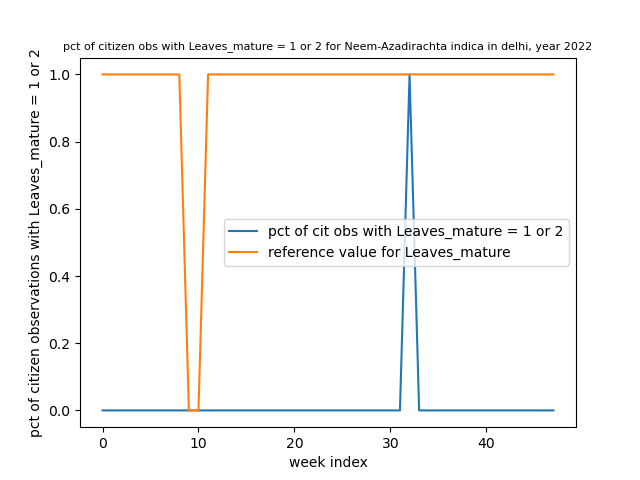 pct of citizen obs with Leaves_mature = 1 or 2 for Neem-Azadirachta indica in delhi, year 2022
pct of citizen observations with Leaves_mature = 1 or 2
1.0
0.8
0.6
0.4
0.2
0.0
pct of cit obs with Leaves_mature = 1 or 2
reference value for Leaves_mature
0 10 20 30 40
week index